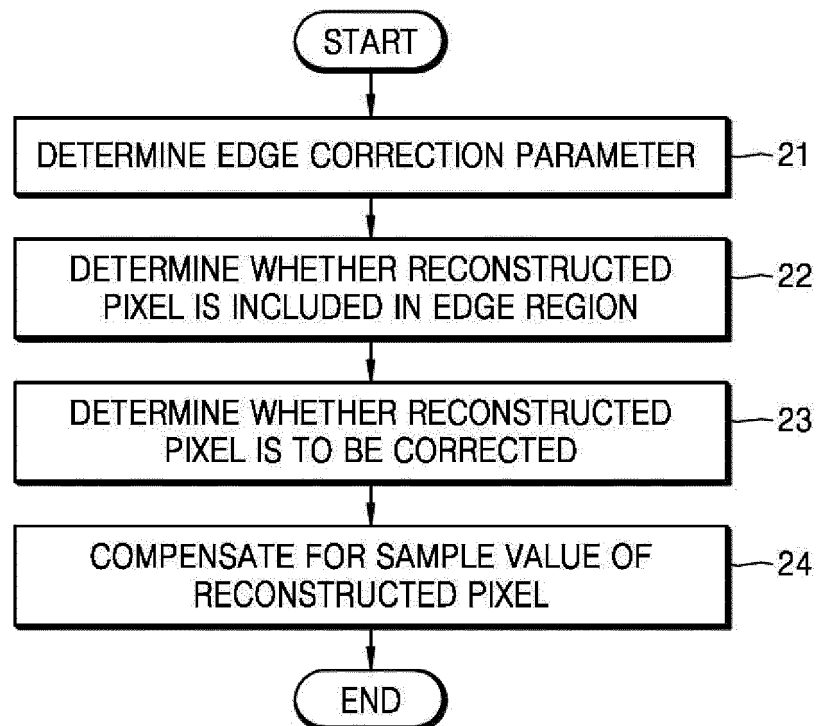 START
DETERMINE EDGE CORRECTION PARAMETER
21
DETERMINE WHETHER RECONSTRUCTED
PIXEL IS INCLUDED IN EDGE REGION
22
DETERMINE WHETHER RECONSTRUCTED
PIXEL IS TO BE CORRECTED
23
COMPENSATE FOR SAMPLE VALUE OF
RECONSTRUCTED PIXEL
24
END